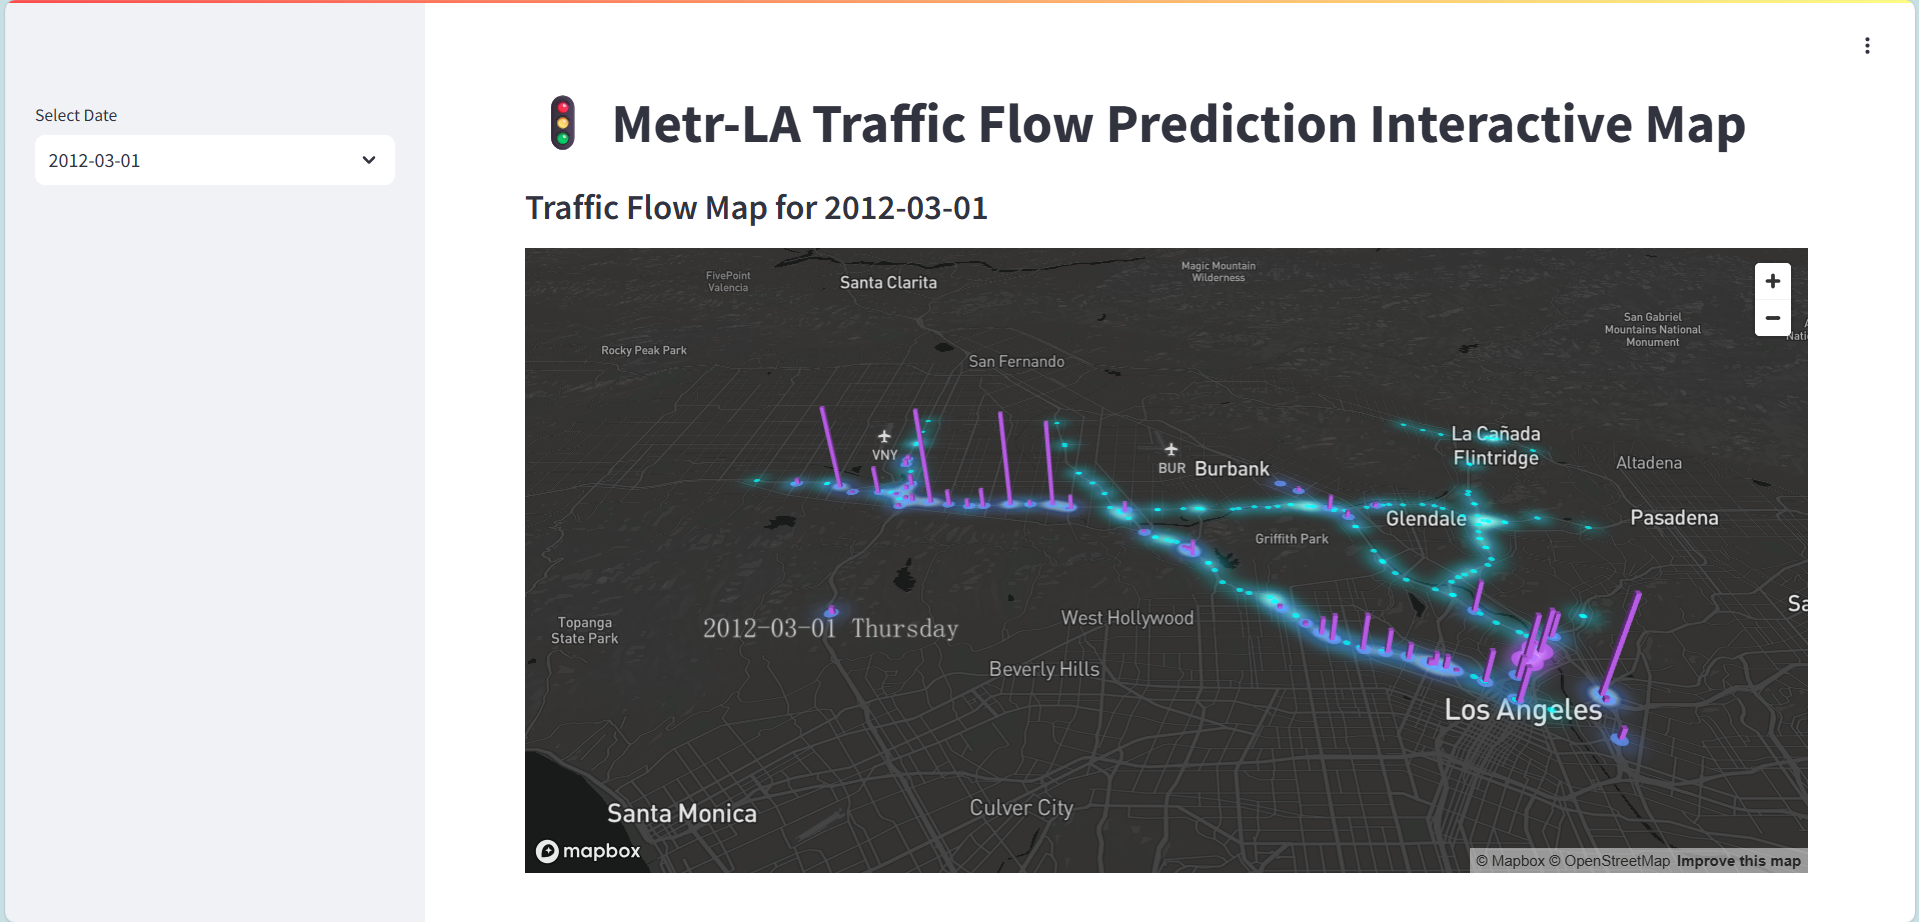 Select Date
2012-03-01
Metr-LA Traffic Flow Prediction Interactive Map
Traffic Flow Map for 2012-03-01
FivePoint
Valencia
Santa Clarita
Magic Mountain
Wilderness
San Gabriel
Mountains National
Monument
Rocky Peak Park
San Fernando
VNY
BUR
Burbank
La Cañada
Flintridge
Altadena
Glendale
Pasadena
Griffith Park
Topanga
State Park
2012-03-01 Thursday
West Hollywood
Beverly Hills
Los Angeles
Santa Monica
Culver City
mapbox
© Mapbox © OpenStreetMap Improve this map